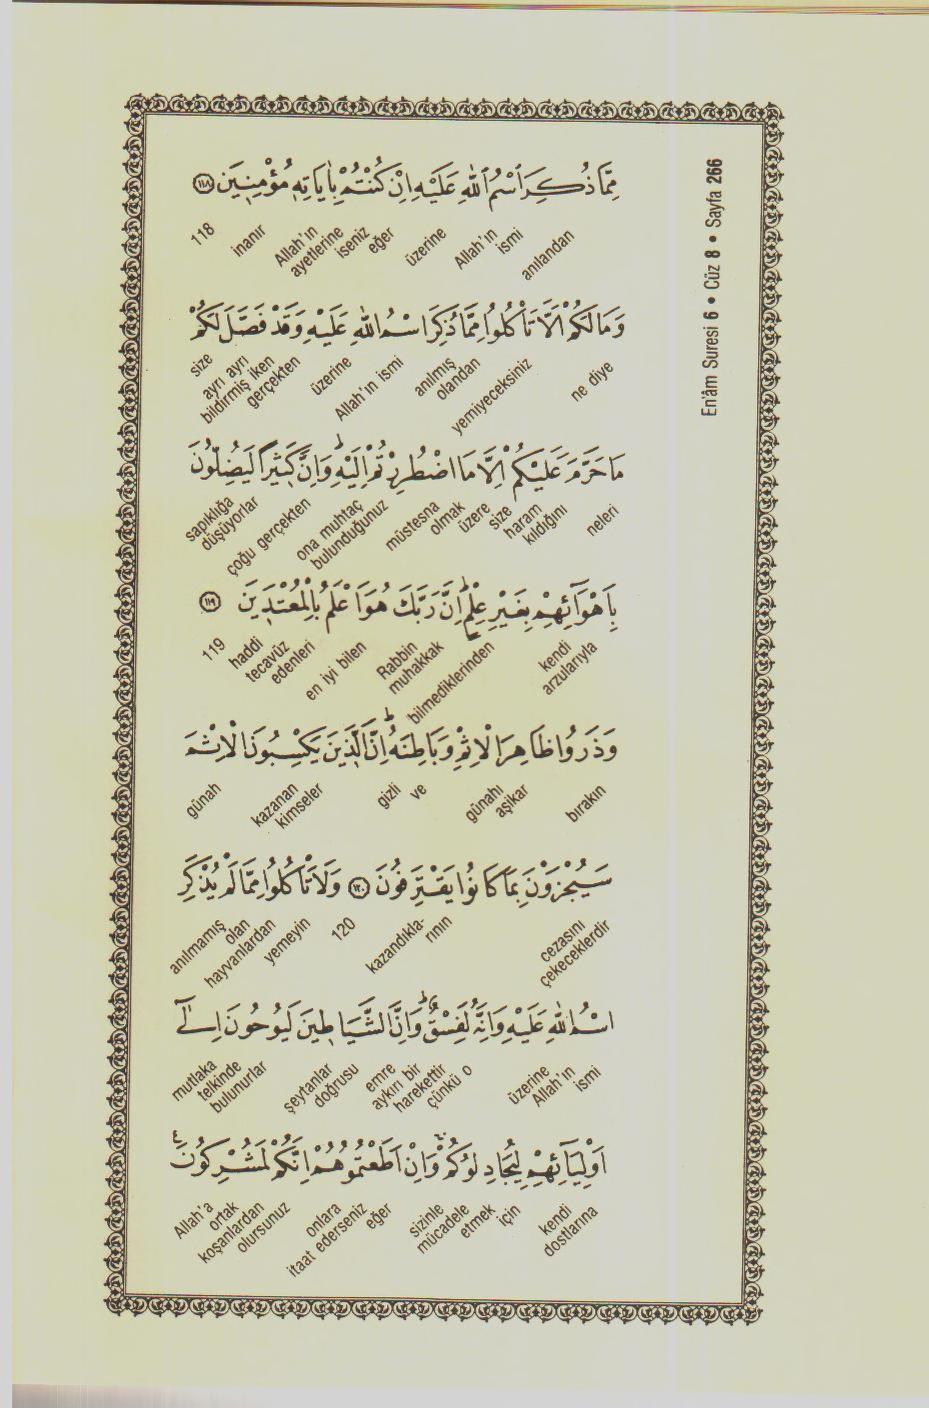 En'âm Suresi 6 • Cüz 8 • Sayfa 266
مِمَّا ذُكِرَ اسْمُ اللّٰهِ عَلَيْهِ اِنْ كُنْتُمْ بِاٰيَاتِه۪ مُؤْمِن۪ينَ ﴿١١٨﴾
anılandan
ismi
Allah'ın
üzerine
eğer
iseniz
ayetlerine
Allah'ın
inanır
118
وَمَا لَكُمْ اَلَّا تَأْكُلُوا مِمَّا ذُكِرَ اسْمُ اللّٰهِ عَلَيْهِ وَقَدْ فَصَّلَ لَكُمْ
ne diye
yemiyeceksiniz
anılmış
olandan
Allah'ın ismi
üzerine
gerçekten
bildirmiş iken
ayrı ayrı
size
مَا حَرَّمَ عَلَيْكُمْ اِلَّا مَا اضْطُرِرْتُمْ اِلَيْهِۜ وَاِنَّ كَث۪يراً لَيُضِلُّونَ
neleri
haram
kıldığını
size
üzere
olmak
müstesna
ona muhtaç
bulunduğunuz
çoğu gerçekten
sapıklığa
düşüyorlar
بِاَهْوَٓائِهِمْ بِغَيْرِ عِلْمٍۜ اِنَّ رَبَّكَ هُوَ اَعْلَمُ بِالْمُعْتَد۪ينَ ﴿١١٩﴾
kendi
arzularıyla
bilmediklerinden
muhakkak
Rabbin
en iyi bilen
haddi
tecavüz
edenleri
119
وَذَرُوا ظَاهِرَ الْاِثْمِ وَبَاطِنَهُۜ اِنَّ الَّذ۪ينَ يَكْسِبُونَ الْاِثْمَ
bırakın
aşikar
günahı
ve
gizli
kazanan
kimseler
günah
سَيُجْزَوْنَ بِمَا كَانُوا يَقْتَرِفُونَ ﴿١٢٠﴾ وَلَا تَأْكُلُوا مِمَّا لَمْ يُذْكَرِ
cezasını
çekeceklerdir
kazandıkla-
rının
120
yemeyin
hayvanlardan
olan
anılmamış
اسْمُ اللّٰهِ عَلَيْهِ وَاِنَّهُ لَفِسْقٌۜ وَاِنَّ الشَّيَاط۪ينَ لَيُوحُونَ اِلٰٓى
ismi
Allah'ın
üzerine
çünkü o
emre
aykırı bir
harekettir
doğrusu
şeytanlar
mutlaka
telkinde
bulunurlar
اَوْلِيَٓائِهِمْ لِيُجَادِلُوكُمْۚ وَاِنْ اَطَعْتُمُوهُمْ اِنَّكُمْ لَمُشْرِكُونَ۟
kendi
dostlarına
için
etmek
mücadele
sizinle
eğer
itaat ederseniz
onlara
olursunuz
koşanlardan
ortak
Allah'a